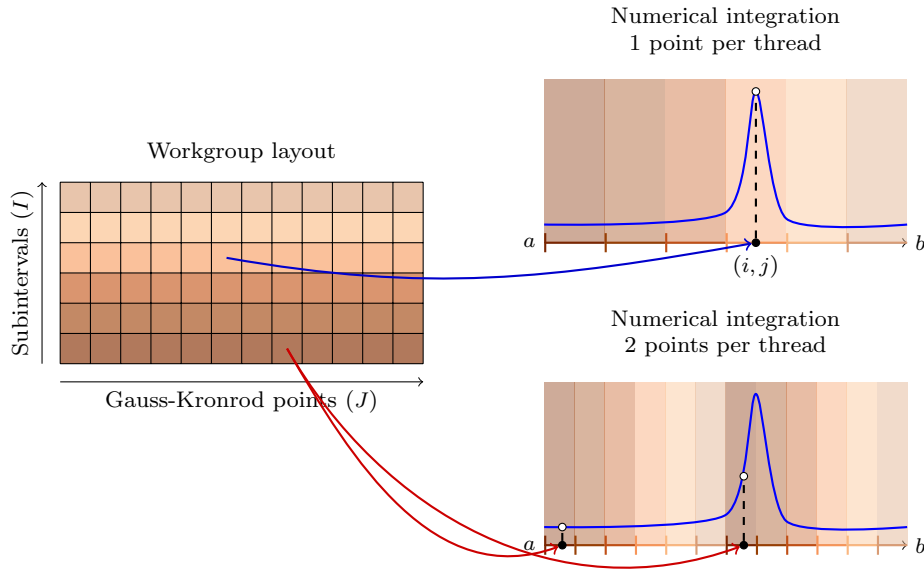 Numerical integration
1 point per thread
Workgroup layout
Subintervals (I)
a
b
(i, j)
Gauss-Kronrod points (J)
Numerical integration
2 points per thread
a
b